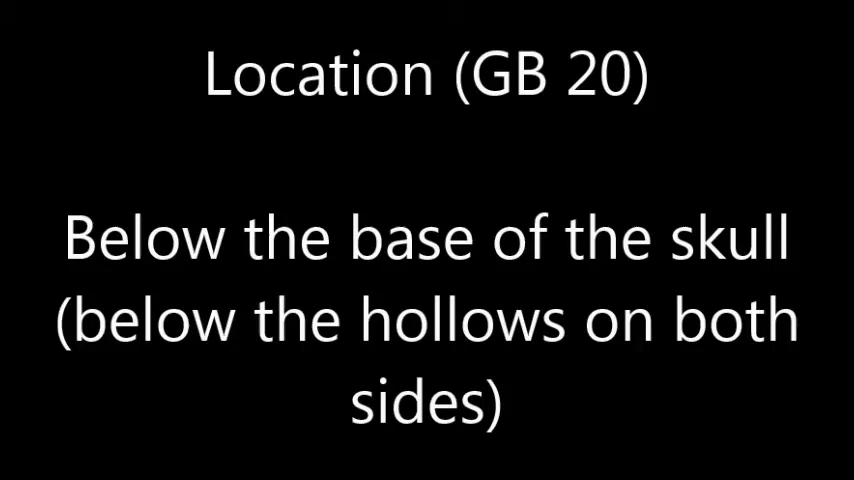 Location (GB 20)
Below the base of the skull
(below the hollows on both
sides)